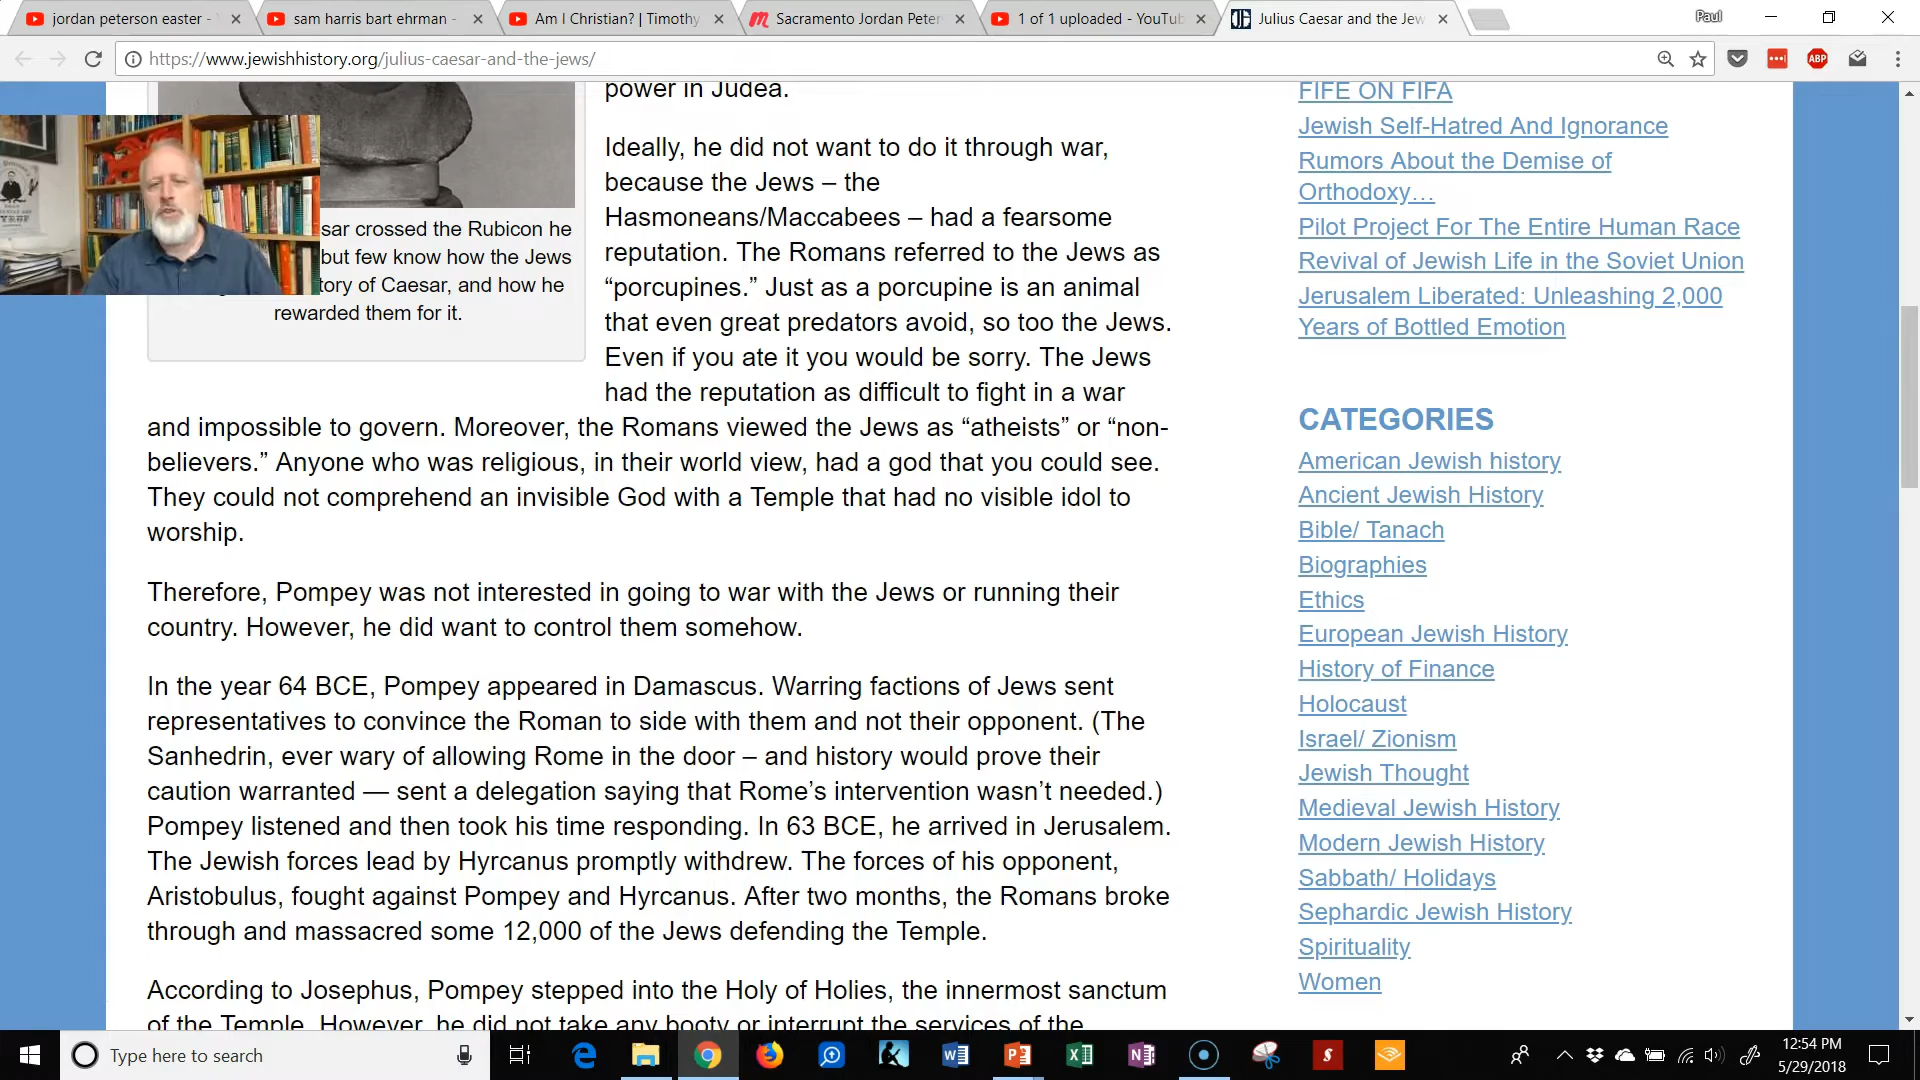 jordan peterson easter -
sam harris bart ehrman -
Am I Christian? | Timothy
Sacramento Jordan Peter
1 of 1 uploaded - YouTub
Julius Caesar and the Jew
Paul
https://www.jewishhistory.org/julius-caesar-and-the-jews/
ABP
power in Judea.
Ideally, he did not want to do it through war,
because the Jews – the
Hasmoneans/Maccabees – had a fearsome
reputation. The Romans referred to the Jews as
“porcupines.” Just as a porcupine is an animal
that even great predators avoid, so too the Jews.
Even if you ate it you would be sorry. The Jews
had the reputation as difficult to fight in a war
and impossible to govern. Moreover, the Romans viewed the Jews as “atheists” or “non-
believers.” Anyone who was religious, in their world view, had a god that you could see.
They could not comprehend an invisible God with a Temple that had no visible idol to
worship.
sar crossed the Rubicon he
but few know how the Jews
tory of Caesar, and how he
rewarded them for it.
Therefore, Pompey was not interested in going to war with the Jews or running their
country. However, he did want to control them somehow.
In the year 64 BCE, Pompey appeared in Damascus. Warring factions of Jews sent
representatives to convince the Roman to side with them and not their opponent. (The
Sanhedrin, ever wary of allowing Rome in the door – and history would prove their
caution warranted — sent a delegation saying that Rome’s intervention wasn’t needed.)
Pompey listened and then took his time responding. In 63 BCE, he arrived in Jerusalem.
The Jewish forces lead by Hyrcanus promptly withdrew. The forces of his opponent,
Aristobulus, fought against Pompey and Hyrcanus. After two months, the Romans broke
through and massacred some 12,000 of the Jews defending the Temple.
According to Josephus, Pompey stepped into the Holy of Holies, the innermost sanctum
of the Temple. However, he did not take any booty or interrupt the services of the
FIFE ON FIFA
Jewish Self-Hatred And Ignorance
Rumors About the Demise of
Orthodoxy…
Pilot Project For The Entire Human Race
Revival of Jewish Life in the Soviet Union
Jerusalem Liberated: Unleashing 2,000
Years of Bottled Emotion
CATEGORIES
American Jewish history
Ancient Jewish History
Bible/ Tanach
Biographies
Ethics
European Jewish History
History of Finance
Holocaust
Israel/ Zionism
Jewish Thought
Medieval Jewish History
Modern Jewish History
Sabbath/ Holidays
Sephardic Jewish History
Spirituality
Women
Type here to search
12:54 PM
5/29/2018